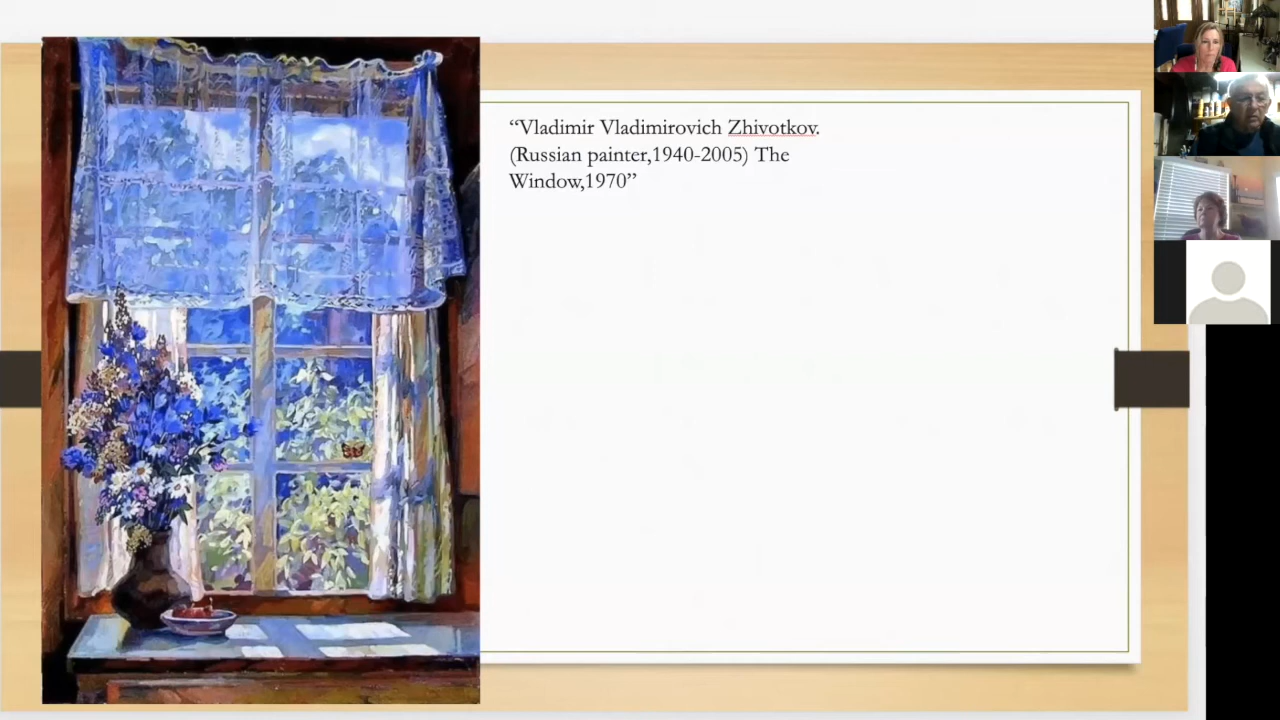 “Vladimir Vladimirovich Zhivotkov.
(Russian painter,1940-2005) The
Window,1970”